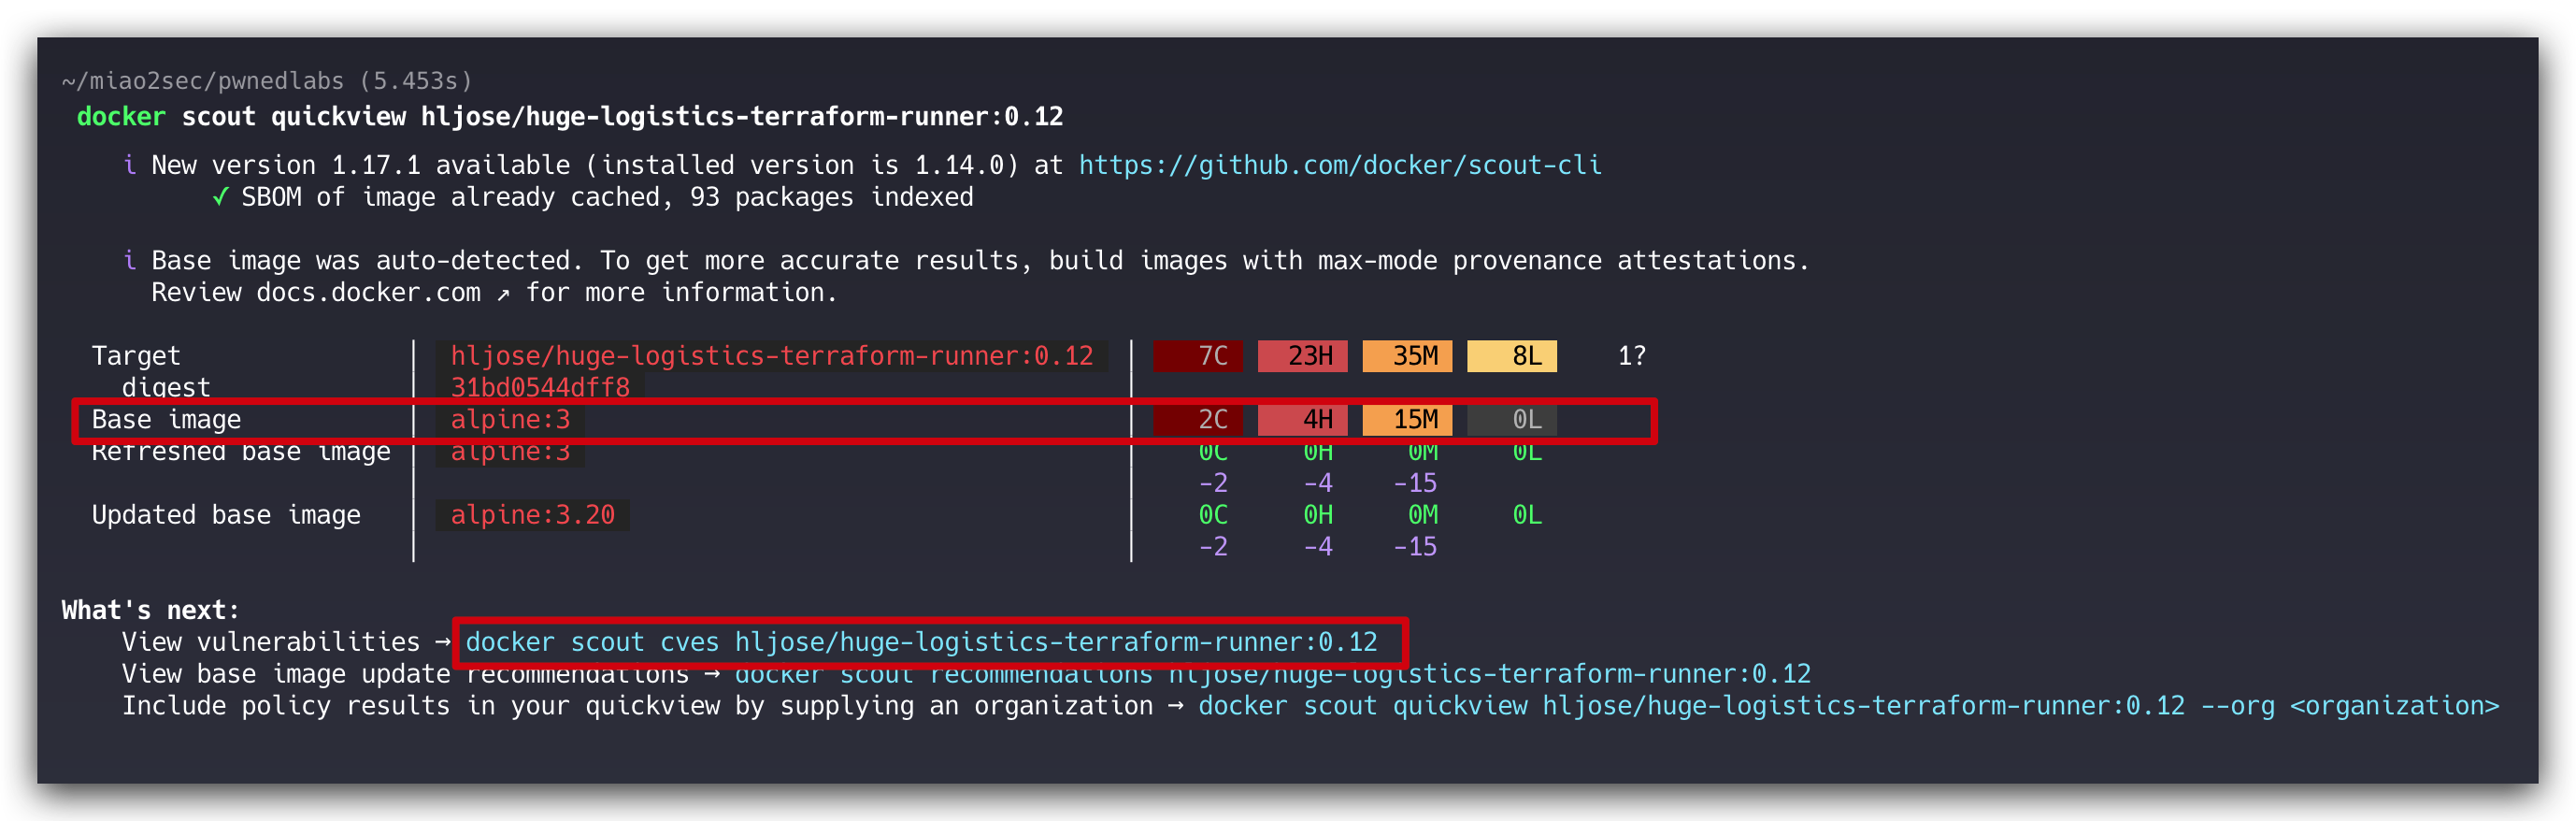 ~/miao2sec/pwnedlabs (5.453s)
docker scout quickview hljose/huge-logistics-terraform-runner:0.12
i New version 1.17.1 available (installed version is 1.14.0) at https://github.com/docker/scout-cli
✓ SBOM of image already cached, 93 packages indexed
i Base image was auto-detected. To get more accurate results, build images with max-mode provenance attestations.
Review docs.docker.com ↗ for more information.
Target │ hljose/huge-logistics-terraform-runner:0.12 │ 7C 23H 35M 8L 1?
digest │ 31bd0544dff8 │
Base image │ alpine:3 │ 2C 4H 15M 0L
Refreshed base image │ alpine:3 │ 0C 0H 0M 0L
│ │ -2 -4 -15
Updated base image │ alpine:3.20 │ 0C 0H 0M 0L
│ │ -2 -4 -15
What's next:
View vulnerabilities → docker scout cves hljose/huge-logistics-terraform-runner:0.12
View base image update recommendations → docker scout recommendations hljose/huge-logistics-terraform-runner:0.12
Include policy results in your quickview by supplying an organization → docker scout quickview hljose/huge-logistics-terraform-runner:0.12 --org <organization>